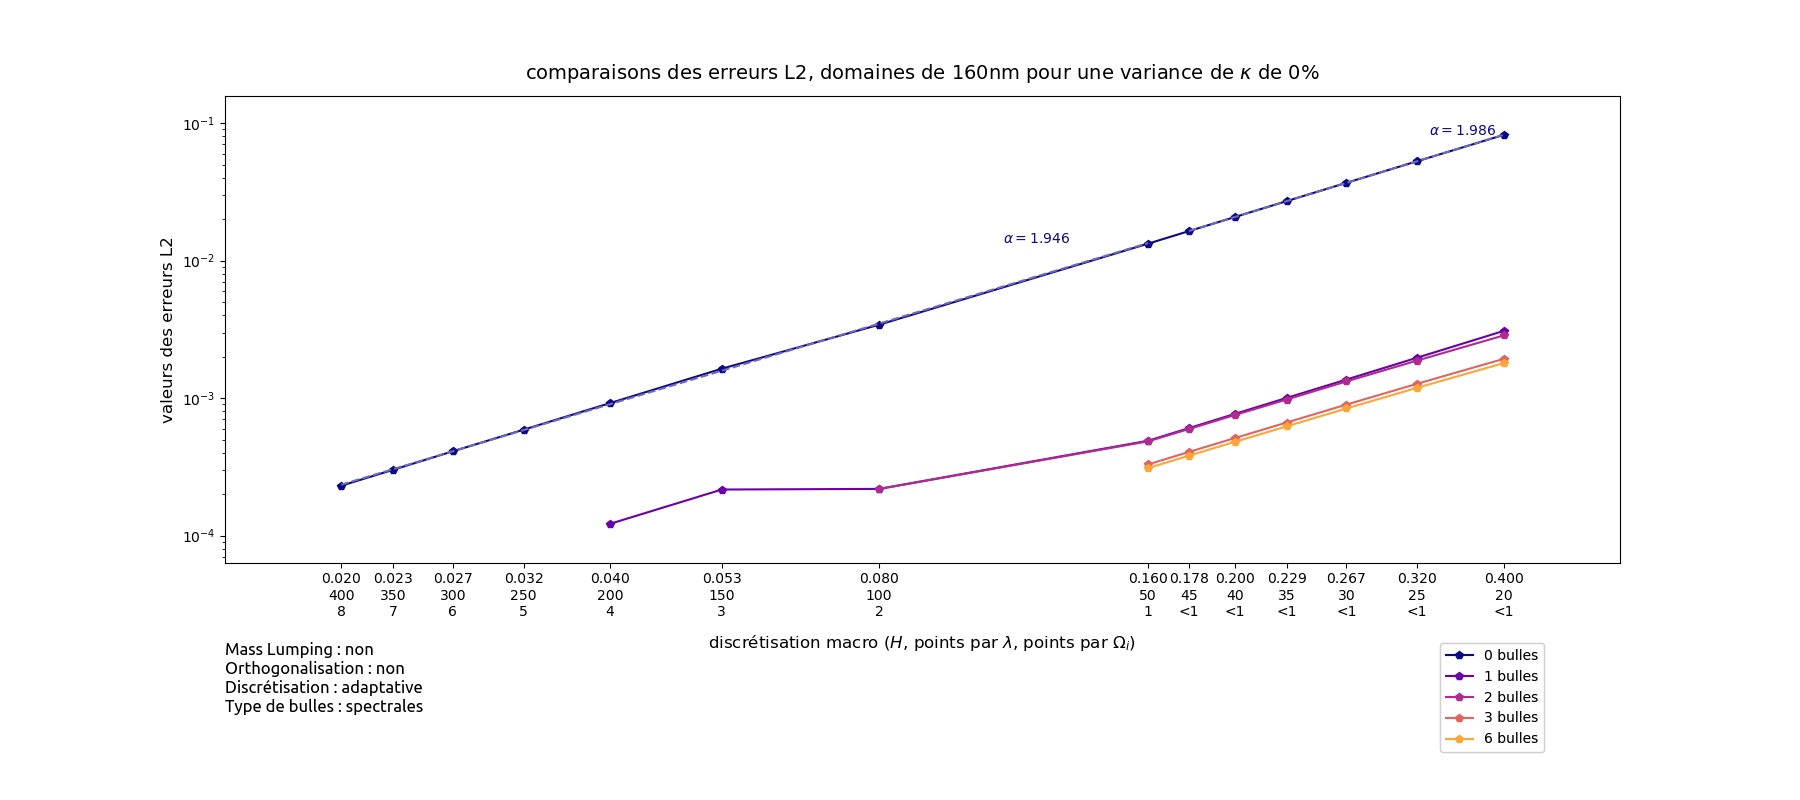 comparaisons des erreurs L2, domaines de 160nm pour une variance de κ de 0%
valeurs des erreurs L2
10⁻¹
10⁻²
10⁻³
10⁻⁴
α = 1.986
α = 1.946
0.020 0.023 0.027 0.032 0.040 0.053 0.080 0.160 0.178 0.200 0.229 0.267 0.320 0.400
400 350 300 250 200 150 100 50 45 40 35 30 25 20
8 7 6 5 4 3 2 1 <1 <1 <1 <1 <1 <1
discrétisation macro (H, points par λ, points par Ωᵢ)
Mass Lumping : non
Orthogonalisation : non
Discrétisation : adaptative
Type de bulles : spectrales
0 bulles
1 bulles
2 bulles
3 bulles
6 bulles